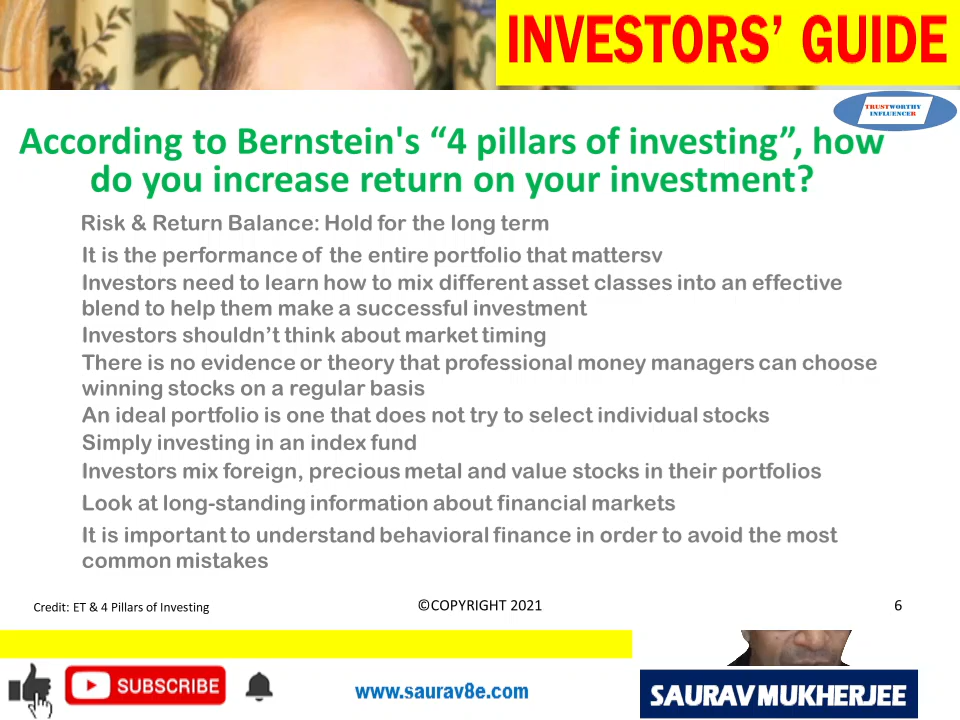 INVESTORS’ GUIDE
TRUSTWORTHY
INFLUENCER
According to Bernstein's “4 pillars of investing”, how
do you increase return on your investment?
Risk & Return Balance: Hold for the long term
It is the performance of the entire portfolio that mattersv
Investors need to learn how to mix different asset classes into an effective
blend to help them make a successful investment
Investors shouldn’t think about market timing
There is no evidence or theory that professional money managers can choose
winning stocks on a regular basis
An ideal portfolio is one that does not try to select individual stocks
Simply investing in an index fund
Investors mix foreign, precious metal and value stocks in their portfolios
Look at long-standing information about financial markets
It is important to understand behavioral finance in order to avoid the most
common mistakes
Credit: ET & 4 Pillars of Investing
©COPYRIGHT 2021
6
SUBSCRIBE
www.saurav8e.com
SAURAV MUKHERJEE